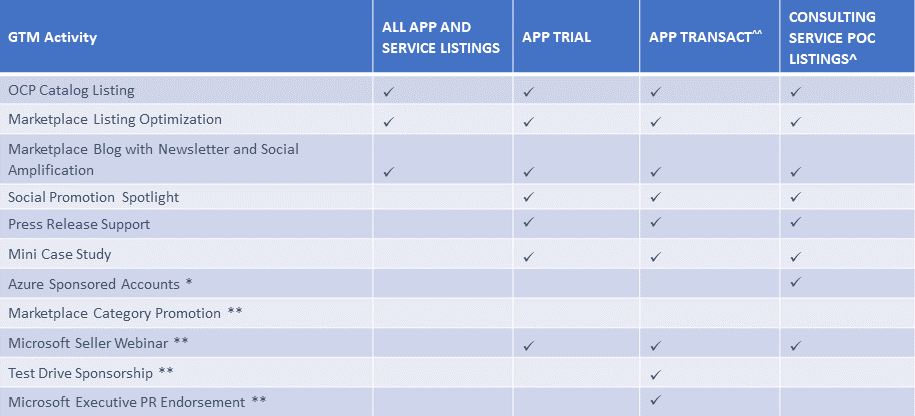 GTM Activity
ALL APP AND
SERVICE LISTINGS
APP TRIAL
APP TRANSACT^^
CONSULTING
SERVICE POC
LISTINGS^
OCP Catalog Listing ✓ ✓ ✓ ✓
Marketplace Listing Optimization ✓ ✓ ✓ ✓
Marketplace Blog with Newsletter and Social
Amplification ✓ ✓ ✓ ✓
Social Promotion Spotlight ✓ ✓ ✓
Press Release Support ✓ ✓ ✓
Mini Case Study ✓ ✓ ✓
Azure Sponsored Accounts * ✓
Marketplace Category Promotion **
Microsoft Seller Webinar ** ✓ ✓ ✓
Test Drive Sponsorship ** ✓
Microsoft Executive PR Endorsement ** ✓